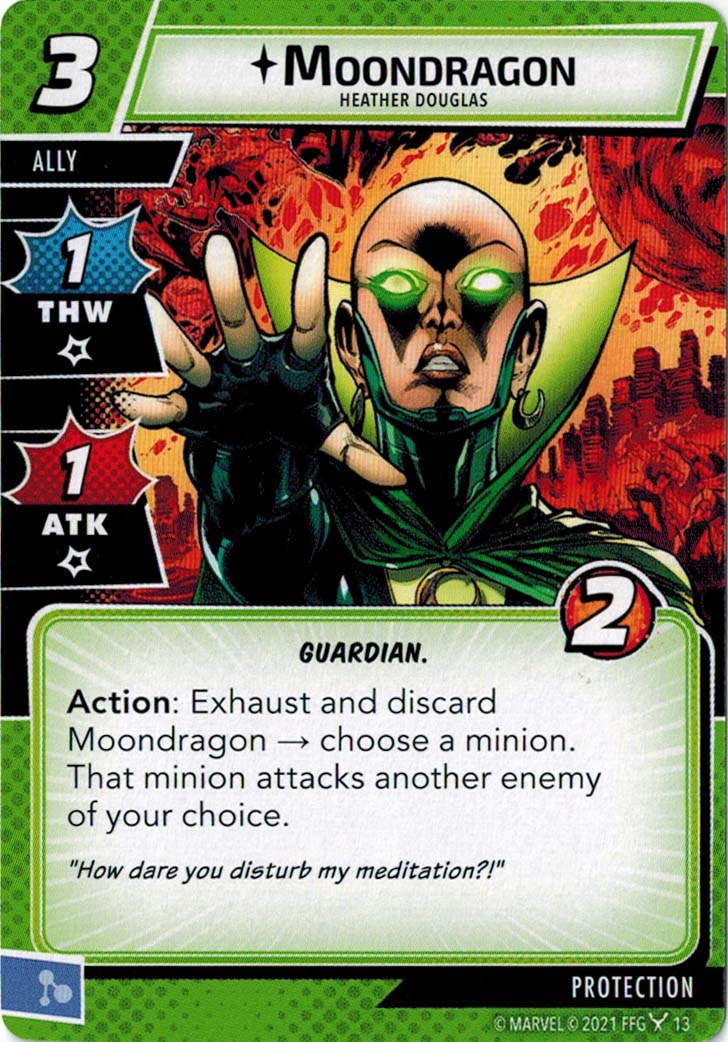 3
MOONDRAGON
HEATHER DOUGLAS
ALLY
1
THW
1
ATK
2
GUARDIAN.
Action: Exhaust and discard
Moondragon → choose a minion.
That minion attacks another enemy
of your choice.
"How dare you disturb my meditation?!"
PROTECTION
© MARVEL © 2021 FFG 13